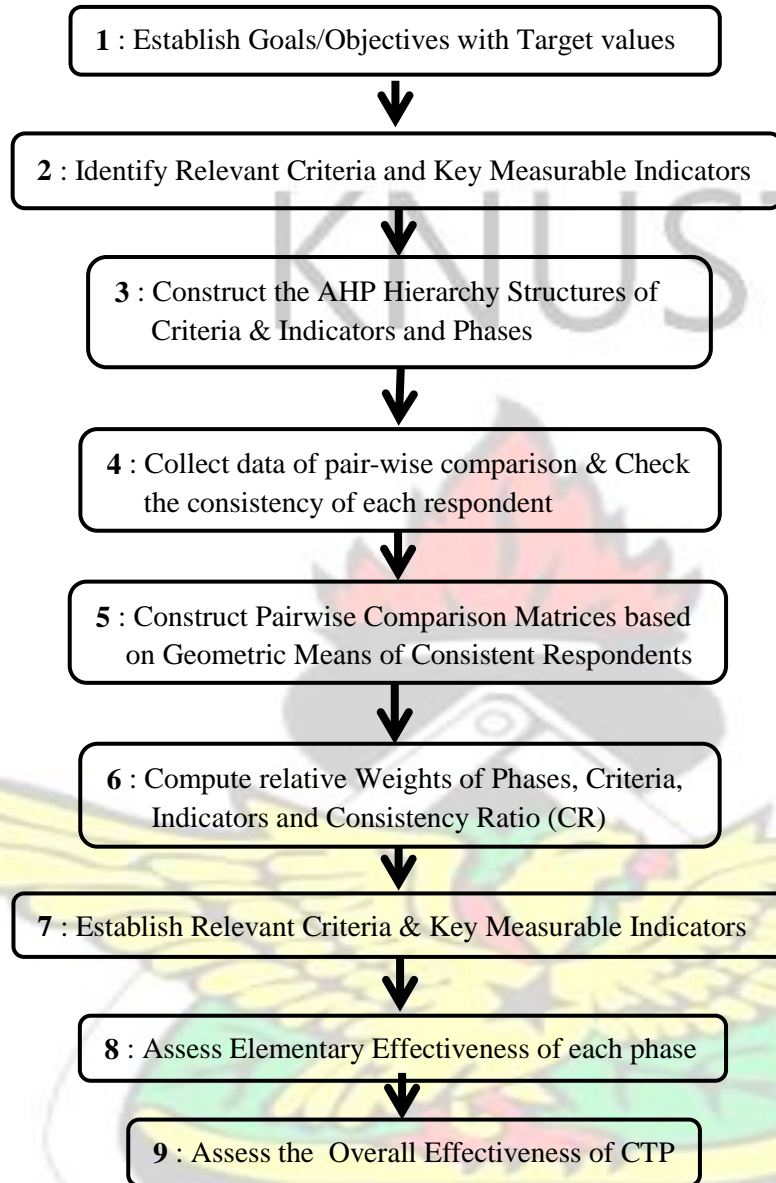 1 : Establish Goals/Objectives with Target values
2 : Identify Relevant Criteria and Key Measurable Indicators
KNUST
3 : Construct the AHP Hierarchy Structures of
Criteria & Indicators and Phases
4 : Collect data of pair-wise comparison & Check
the consistency of each respondent
5 : Construct Pairwise Comparison Matrices based
on Geometric Means of Consistent Respondents
6 : Compute relative Weights of Phases, Criteria,
Indicators and Consistency Ratio (CR)
7 : Establish Relevant Criteria & Key Measurable Indicators
8 : Assess Elementary Effectiveness of each phase
9 : Assess the Overall Effectiveness of CTP